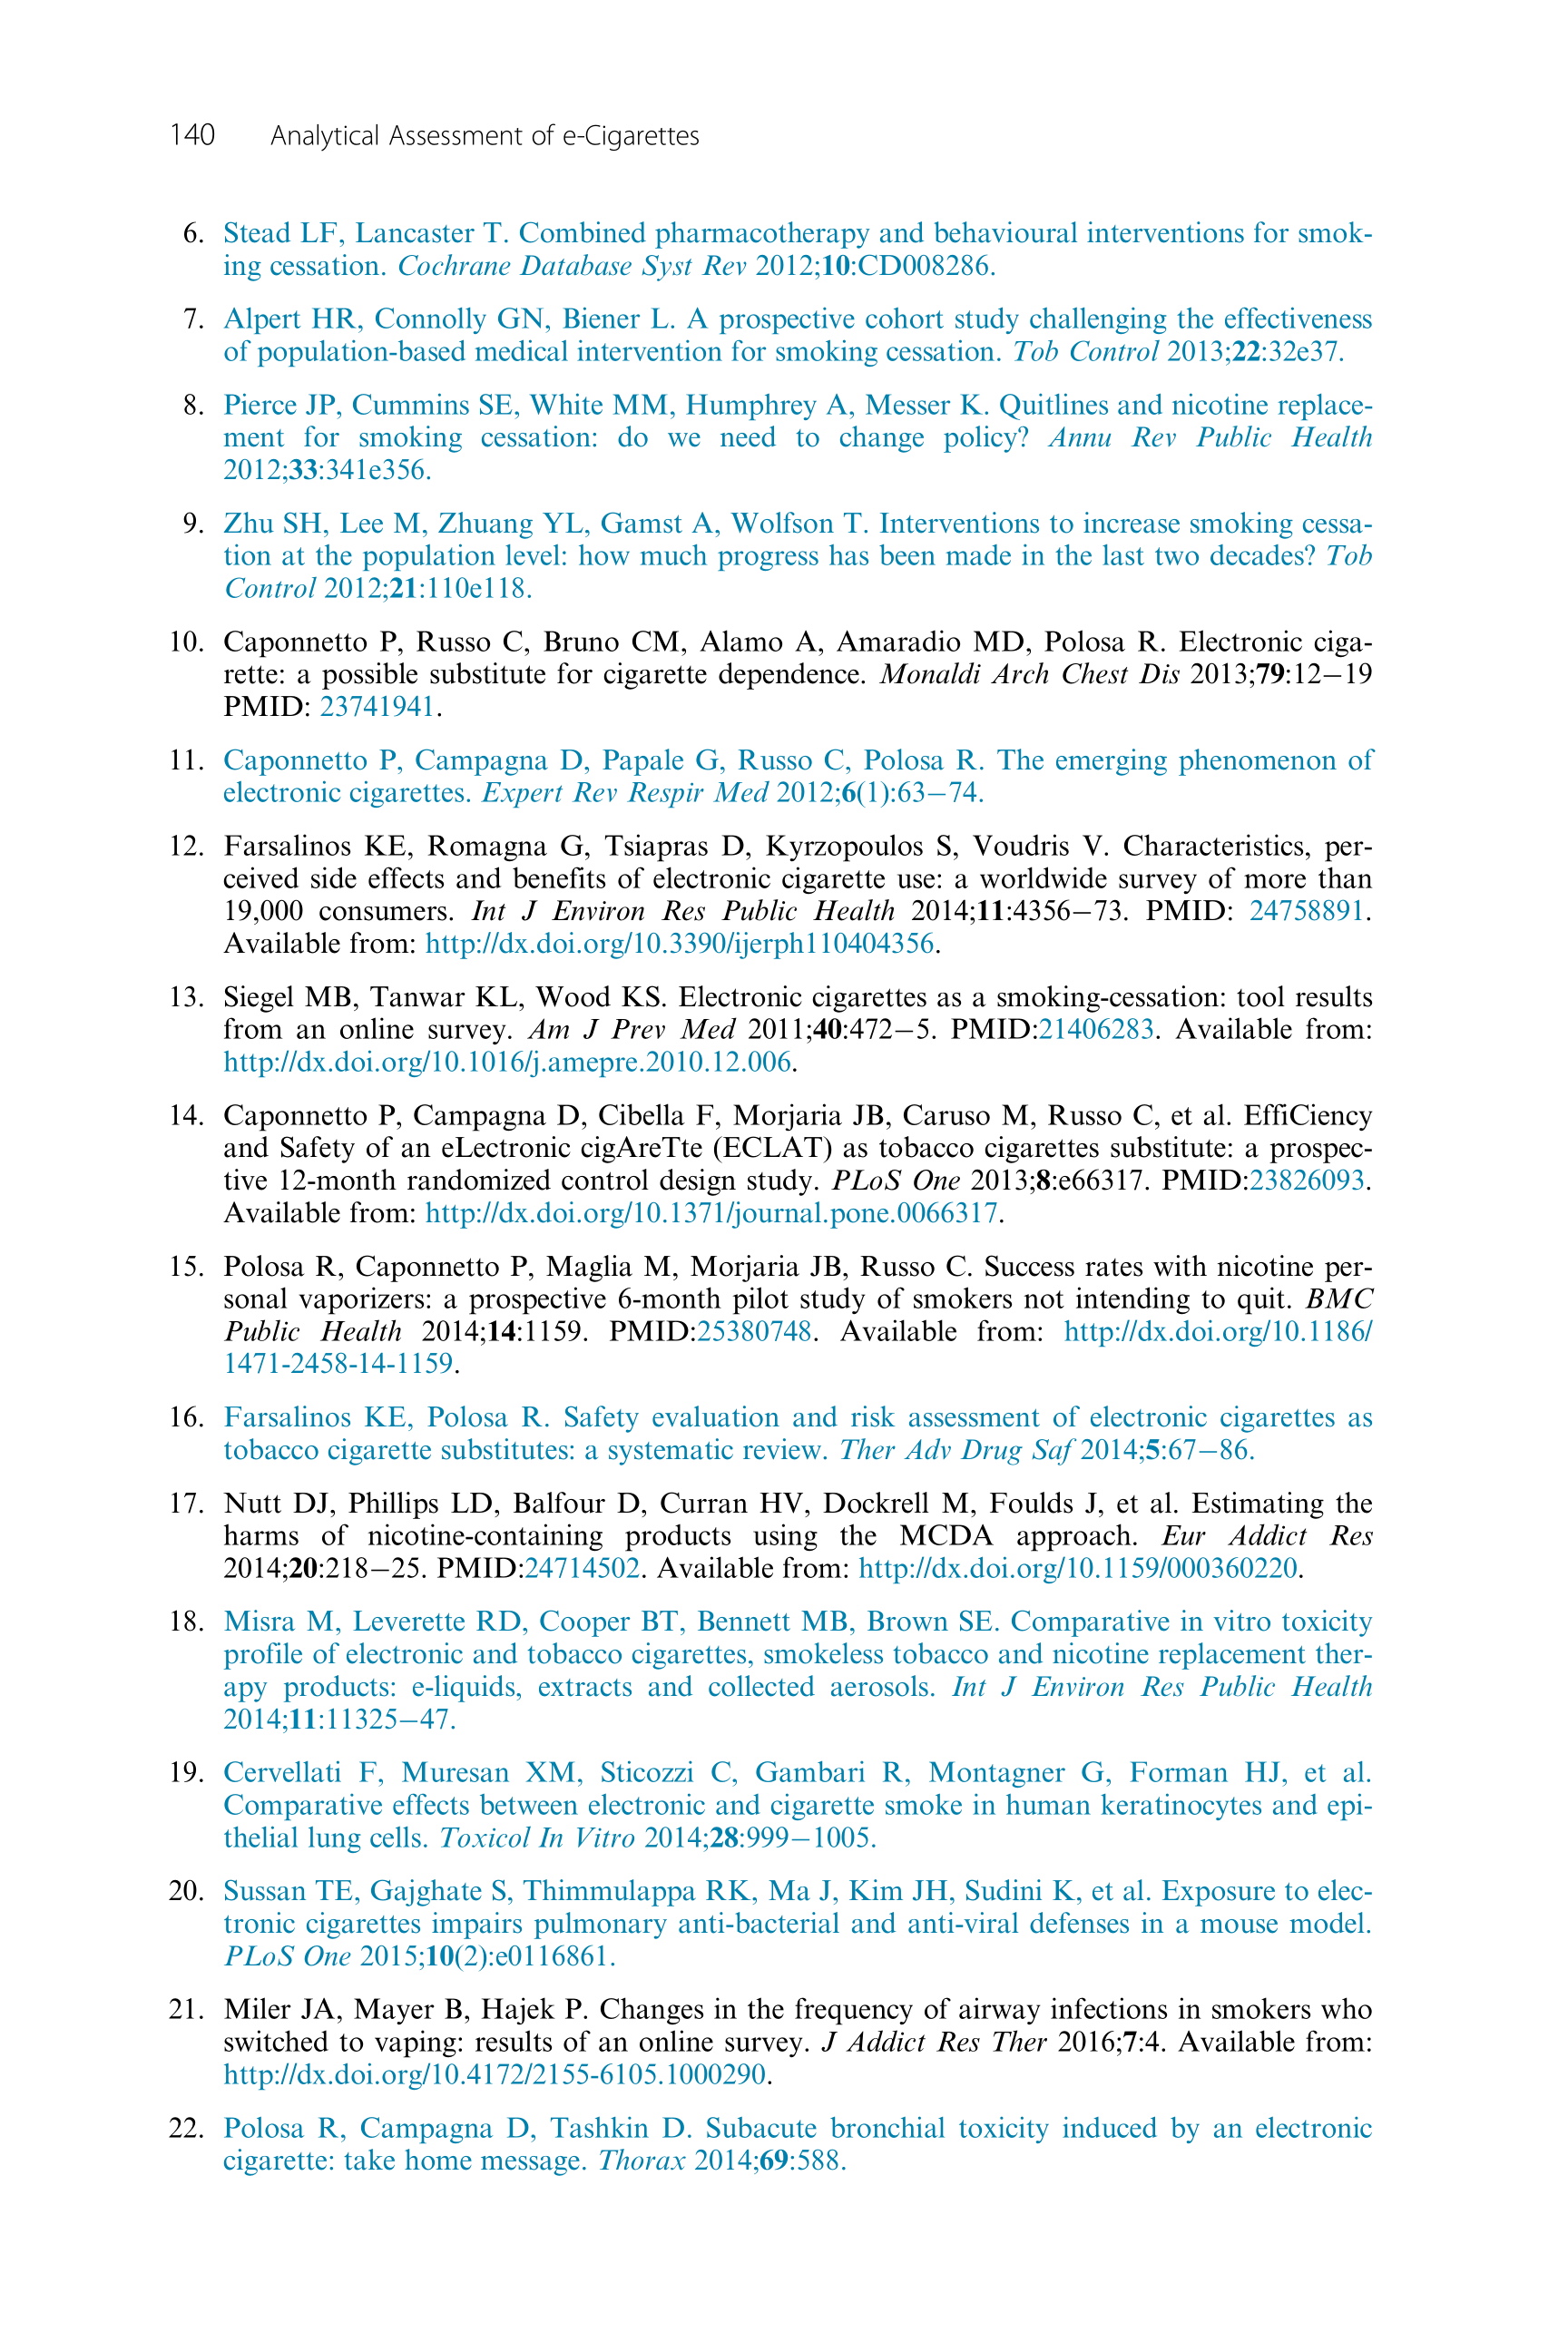 140 Analytical Assessment of e-Cigarettes
6. Stead LF, Lancaster T. Combined pharmacotherapy and behavioural interventions for smok-
ing cessation. Cochrane Database Syst Rev 2012;10:CD008286.
7. Alpert HR, Connolly GN, Biener L. A prospective cohort study challenging the effectiveness
of population-based medical intervention for smoking cessation. Tob Control 2013;22:32e37.
8. Pierce JP, Cummins SE, White MM, Humphrey A, Messer K. Quitlines and nicotine replace-
ment for smoking cessation: do we need to change policy? Annu Rev Public Health
2012;33:341e356.
9. Zhu SH, Lee M, Zhuang YL, Gamst A, Wolfson T. Interventions to increase smoking cessa-
tion at the population level: how much progress has been made in the last two decades? Tob
Control 2012;21:110e118.
10. Caponnetto P, Russo C, Bruno CM, Alamo A, Amaradio MD, Polosa R. Electronic ciga-
rette: a possible substitute for cigarette dependence. Monaldi Arch Chest Dis 2013;79:12–19
PMID: 23741941.
11. Caponnetto P, Campagna D, Papale G, Russo C, Polosa R. The emerging phenomenon of
electronic cigarettes. Expert Rev Respir Med 2012;6(1):63–74.
12. Farsalinos KE, Romagna G, Tsiapras D, Kyrzopoulos S, Voudris V. Characteristics, per-
ceived side effects and benefits of electronic cigarette use: a worldwide survey of more than
19,000 consumers. Int J Environ Res Public Health 2014;11:4356–73. PMID: 24758891.
Available from: http://dx.doi.org/10.3390/ijerph110404356.
13. Siegel MB, Tanwar KL, Wood KS. Electronic cigarettes as a smoking-cessation: tool results
from an online survey. Am J Prev Med 2011;40:472–5. PMID:21406283. Available from:
http://dx.doi.org/10.1016/j.amepre.2010.12.006.
14. Caponnetto P, Campagna D, Cibella F, Morjaria JB, Caruso M, Russo C, et al. EffiCiency
and Safety of an eLectronic cigAreTte (ECLAT) as tobacco cigarettes substitute: a prospec-
tive 12-month randomized control design study. PLoS One 2013;8:e66317. PMID:23826093.
Available from: http://dx.doi.org/10.1371/journal.pone.0066317.
15. Polosa R, Caponnetto P, Maglia M, Morjaria JB, Russo C. Success rates with nicotine per-
sonal vaporizers: a prospective 6-month pilot study of smokers not intending to quit. BMC
Public Health 2014;14:1159. PMID:25380748. Available from: http://dx.doi.org/10.1186/
1471-2458-14-1159.
16. Farsalinos KE, Polosa R. Safety evaluation and risk assessment of electronic cigarettes as
tobacco cigarette substitutes: a systematic review. Ther Adv Drug Saf 2014;5:67–86.
17. Nutt DJ, Phillips LD, Balfour D, Curran HV, Dockrell M, Foulds J, et al. Estimating the
harms of nicotine-containing products using the MCDA approach. Eur Addict Res
2014;20:218–25. PMID:24714502. Available from: http://dx.doi.org/10.1159/000360220.
18. Misra M, Leverette RD, Cooper BT, Bennett MB, Brown SE. Comparative in vitro toxicity
profile of electronic and tobacco cigarettes, smokeless tobacco and nicotine replacement ther-
apy products: e-liquids, extracts and collected aerosols. Int J Environ Res Public Health
2014;11:11325–47.
19. Cervellati F, Muresan XM, Sticozzi C, Gambari R, Montagner G, Forman HJ, et al.
Comparative effects between electronic and cigarette smoke in human keratinocytes and epi-
thelial lung cells. Toxicol In Vitro 2014;28:999–1005.
20. Sussan TE, Gajghate S, Thimmulappa RK, Ma J, Kim JH, Sudini K, et al. Exposure to elec-
tronic cigarettes impairs pulmonary anti-bacterial and anti-viral defenses in a mouse model.
PLoS One 2015;10(2):e0116861.
21. Miler JA, Mayer B, Hajek P. Changes in the frequency of airway infections in smokers who
switched to vaping: results of an online survey. J Addict Res Ther 2016;7:4. Available from:
http://dx.doi.org/10.4172/2155-6105.1000290.
22. Polosa R, Campagna D, Tashkin D. Subacute bronchial toxicity induced by an electronic
cigarette: take home message. Thorax 2014;69:588.